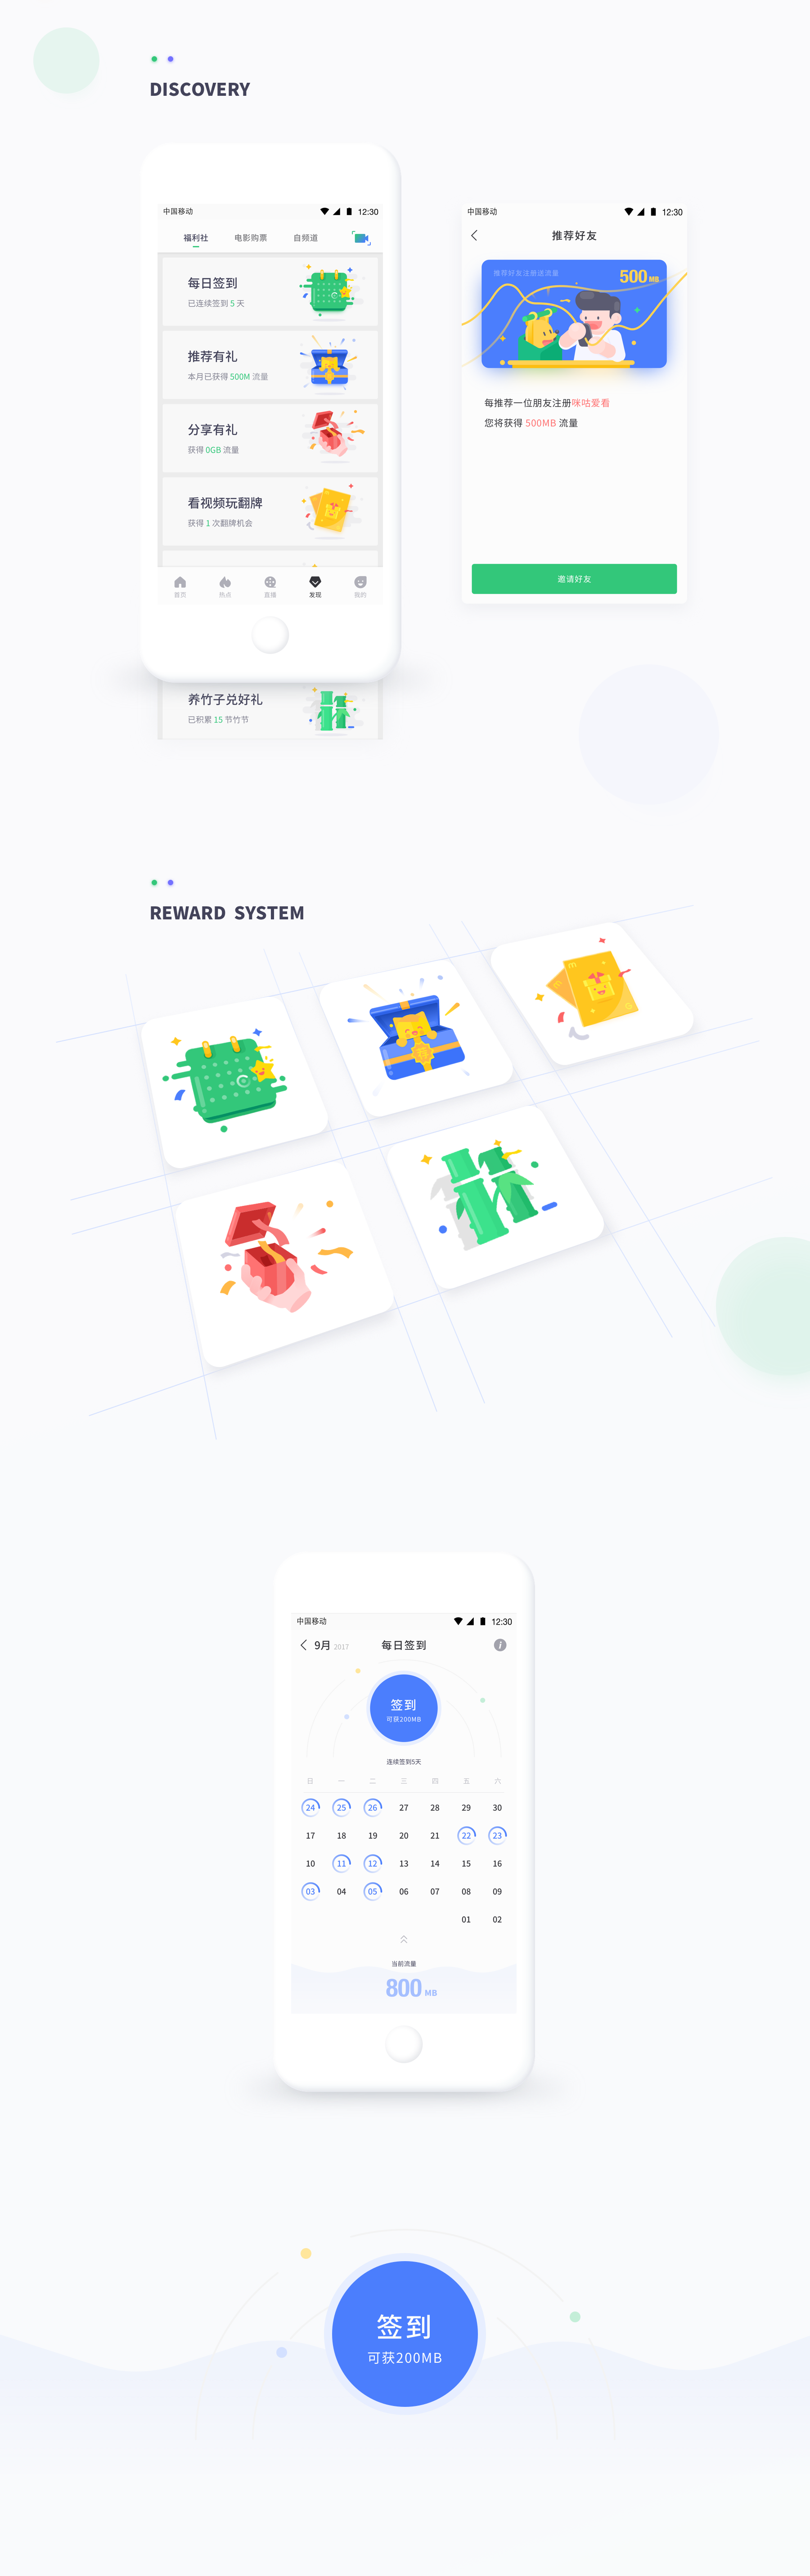 DISCOVERY
中国移动 12:30
福利社 电影购票 自频道
每日签到
已连续签到 5 天
推荐有礼
本月已获得 500M 流量
分享有礼
获得 0GB 流量
看视频玩翻牌
获得 1 次翻牌机会
首页 热点 直播 发现 我的
养竹子兑好礼
已积累 15 节竹节
中国移动 12:30
推荐好友
推荐好友注册送流量
500 MB
每推荐一位朋友注册咪咕爱看
您将获得 500MB 流量
邀请好友
REWARD SYSTEM
中国移动 12:30
9月 2017 每日签到 i
签到
可获200MB
连续签到5天
日 一 二 三 四 五 六
24 25 26 27 28 29 30
17 18 19 20 21 22 23
10 11 12 13 14 15 16
03 04 05 06 07 08 09
01 02
当前流量
800 MB
签到
可获200MB